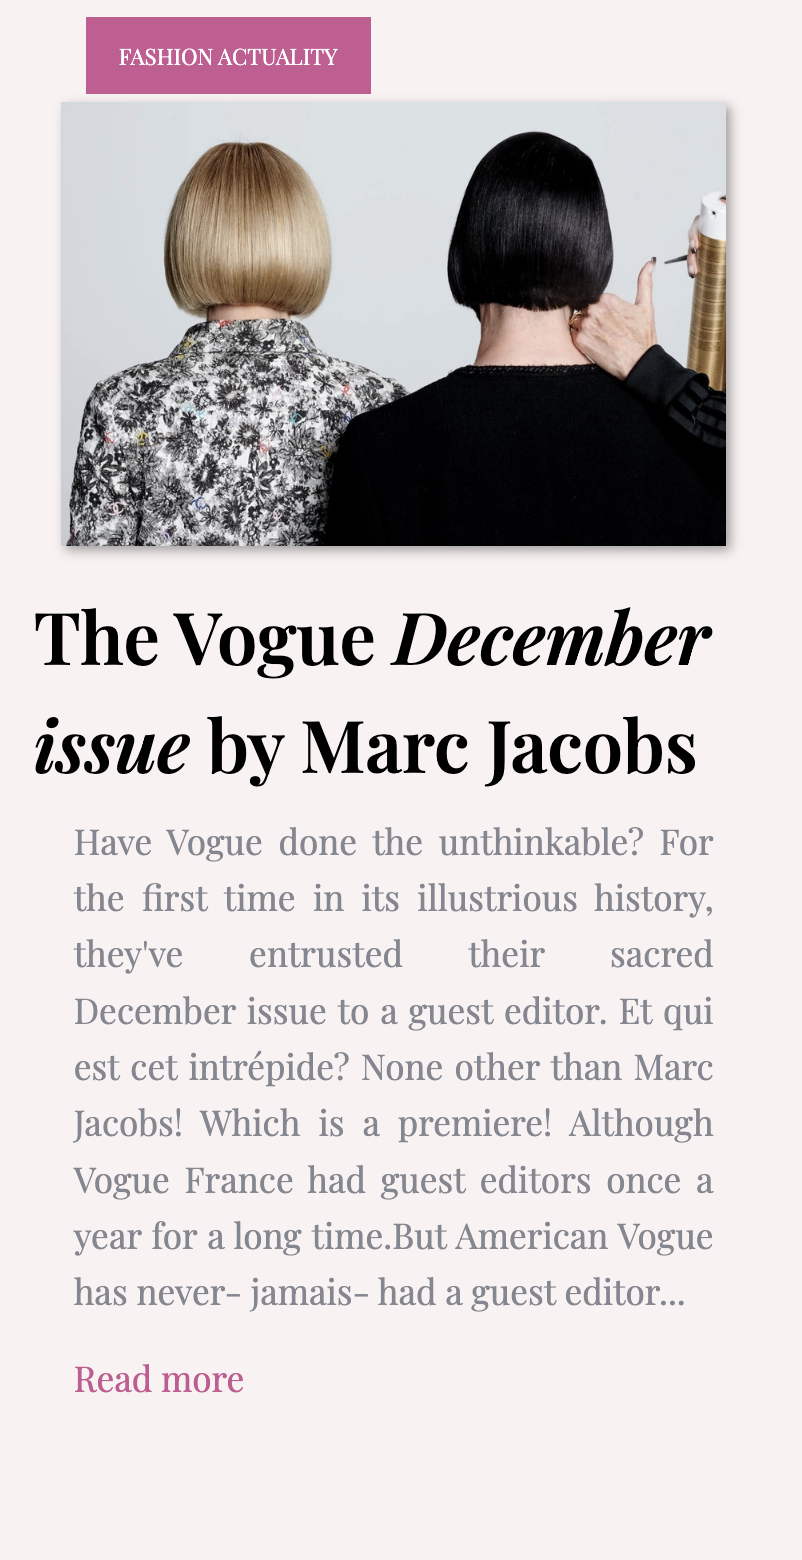 FASHION ACTUALITY
The Vogue December
issue by Marc Jacobs
Have Vogue done the unthinkable? For
the first time in its illustrious history,
they've entrusted their sacred
December issue to a guest editor. Et qui
est cet intrépide? None other than Marc
Jacobs! Which is a premiere! Although
Vogue France had guest editors once a
year for a long time.But American Vogue
has never- jamais- had a guest editor...
Read more